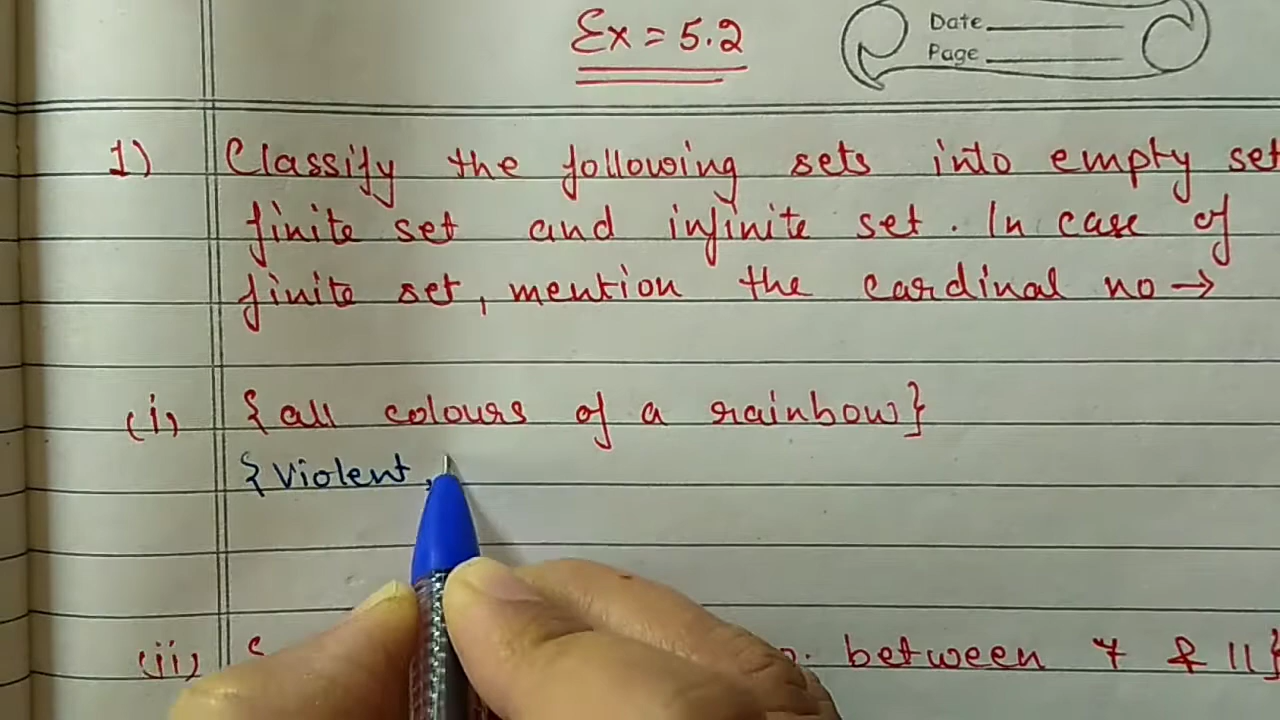 Ex = 5.2
Date
Page
1) Classify the following sets into empty set
finite set and infinite set. In case of
finite set, mention the cardinal no →
(i) {all colours of a rainbow}
{Violent,
(ii) { between 7 & 11}